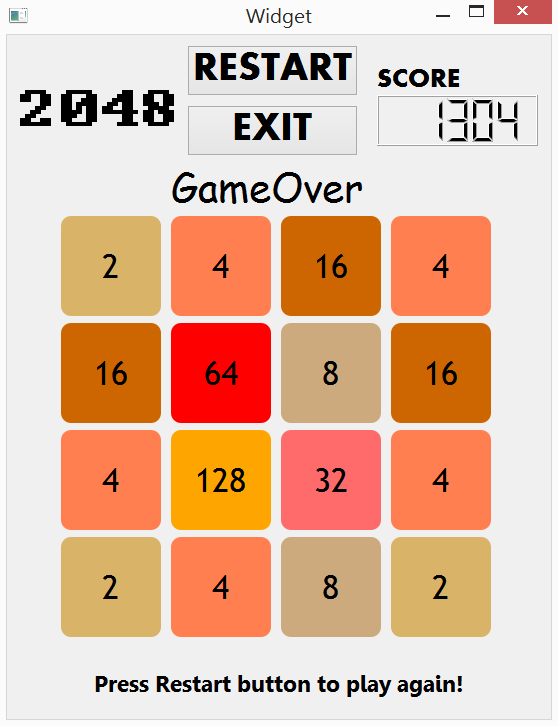 Widget
2048
RESTART
EXIT
SCORE
1304
GameOver
2 4 16 4
16 64 8 16
4 128 32 4
2 4 8 2
Press Restart button to play again!